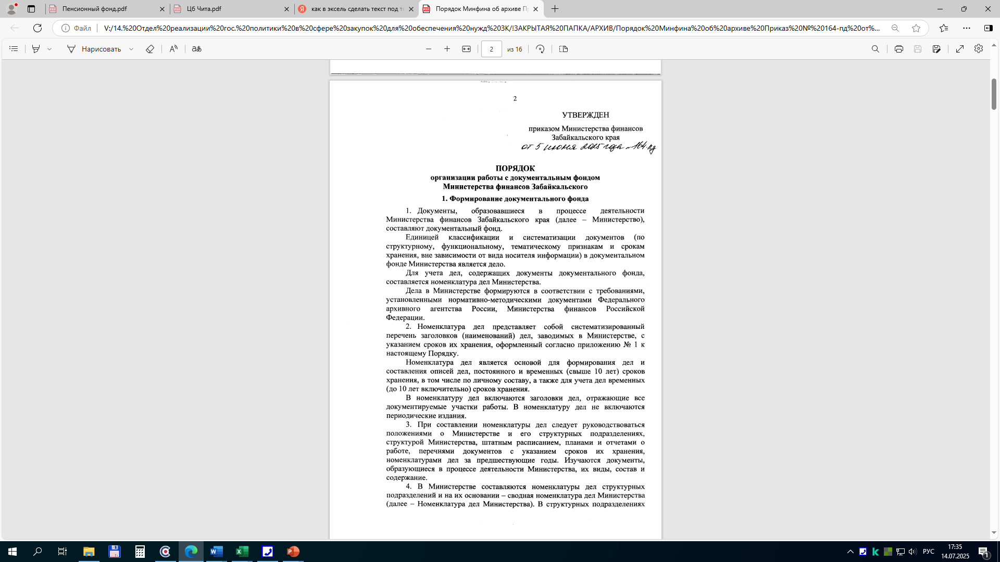 Пенсионный фонд.pdf
Цб Чита.pdf
как в эксель сделать текст под т
Порядок Минфина об архиве П
Файл
V:/14.%20Отдел%20реализации%20гос.%20политики%20в%20сфере%20закупок%20для%20обеспечения%20нужд%20ЗК/!ЗАКРЫТАЯ%20ПАПКА/АРХИВ/Порядок%20Минфина%20об%20архиве%20Приказ%20№%20164-пд%20от%...
Нарисовать
аあ
2
из 16
2
УТВЕРЖДЕН
приказом Министерства финансов
Забайкальского края
от 5 июня 2025 года № 164-пд
ПОРЯДОК
организации работы с документальным фондом
Министерства финансов Забайкальского
1. Формирование документального фонда
1. Документы, образовавшиеся в процессе деятельности
Министерства финансов Забайкальского края (далее – Министерство),
составляют документальный фонд.
Единицей классификации и систематизации документов (по
структурному, функциональному, тематическому признакам и срокам
хранения, вне зависимости от вида носителя информации) в документальном
фонде Министерства является дело.
Для учета дел, содержащих документы документального фонда,
составляется номенклатура дел Министерства.
Дела в Министерстве формируются в соответствии с требованиями,
установленными нормативно-методическими документами Федерального
архивного агентства России, Министерства финансов Российской
Федерации.
2. Номенклатура дел представляет собой систематизированный
перечень заголовков (наименований) дел, заводимых в Министерстве, с
указанием сроков их хранения, оформленный согласно приложению № 1 к
настоящему Порядку.
Номенклатура дел является основой для формирования дел и
составления описей дел, постоянного и временных (свыше 10 лет) сроков
хранения, в том числе по личному составу, а также для учета дел временных
(до 10 лет включительно) сроков хранения.
В номенклатуру дел включаются заголовки дел, отражающие все
документируемые участки работы. В номенклатуру дел не включаются
периодические издания.
3. При составлении номенклатуры дел следует руководствоваться
положениями о Министерстве и его структурных подразделениях,
структурой Министерства, штатным расписанием, планами и отчетами о
работе, перечнями документов с указанием сроков их хранения,
номенклатурами дел за предшествующие годы. Изучаются документы,
образующиеся в процессе деятельности Министерства, их виды, состав и
содержание.
4. В Министерстве составляются номенклатуры дел структурных
подразделений и на их основании – сводная номенклатура дел Министерства
(далее – Номенклатура дел Министерства). В структурных подразделениях
РУС
17:35
14.07.2025
1